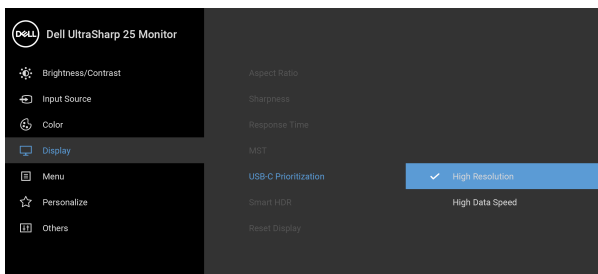 DELL Dell UltraSharp 25 Monitor
Brightness/Contrast
Input Source
Color
Display
Menu
Personalize
Others
Aspect Ratio
Sharpness
Response Time
MST
USB-C Prioritization
Smart HDR
Reset Display
High Resolution
High Data Speed